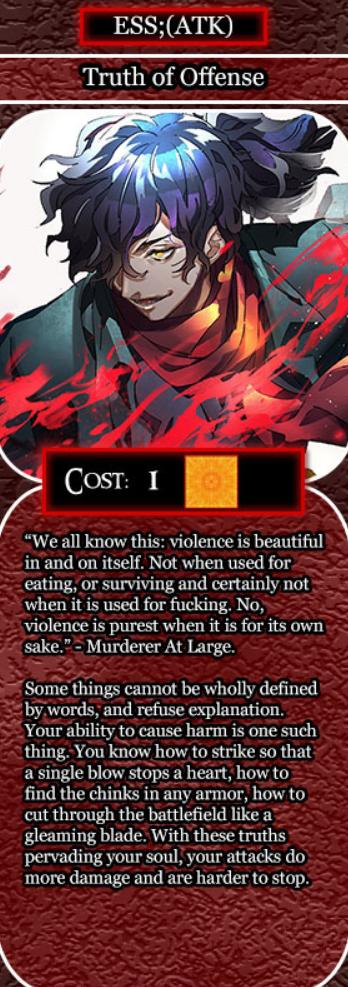 ESS;(ATK)
Truth of Offense
Cost: 1
“We all know this: violence is beautiful
in and on itself. Not when used for
eating, or surviving and certainly not
when it is used for fucking. No,
violence is purest when it is for its own
sake.” - Murderer At Large.
Some things cannot be wholly defined
by words, and refuse explanation.
Your ability to cause harm is one such
thing. You know how to strike so that
a single blow stops a heart, how to
find the chinks in any armor, how to
cut through the battlefield like a
gleaming blade. With these truths
pervading your soul, your attacks do
more damage and are harder to stop.